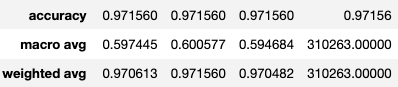 accuracy 0.971560 0.971560 0.971560 0.97156
macro avg 0.597445 0.600577 0.594684 310263.00000
weighted avg 0.970613 0.971560 0.970482 310263.00000